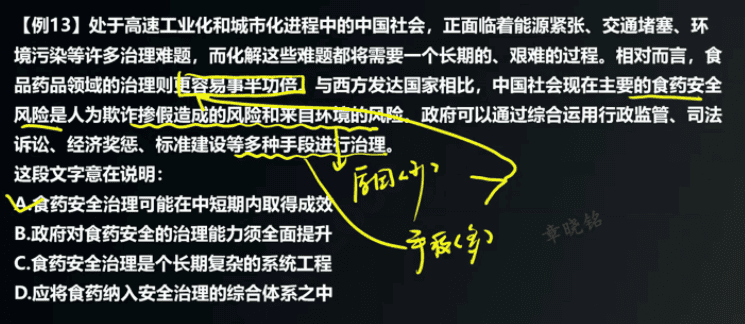 【例13】处于高速工业化和城市化进程中的中国社会，正面临着能源紧张、交通堵塞、环
境污染等许多治理难题，而化解这些难题都将需要一个长期的、艰难的过程。相对而言，食
品药品领域的治理则更容易事半功倍。与西方发达国家相比，中国社会现在主要的食药安全
风险是人为欺诈掺假造成的风险和来自环境的风险。政府可以通过综合运用行政监管、司法
诉讼、经济奖惩、标准建设等多种手段进行治理。
这段文字意在说明：
A.食药安全治理可能在中短期内取得成效
B.政府对食药安全的治理能力须全面提升
C.食药安全治理是个长期复杂的系统工程
D.应将食药纳入安全治理的综合体系之中
原因(少)
手段(多)
章晓铭